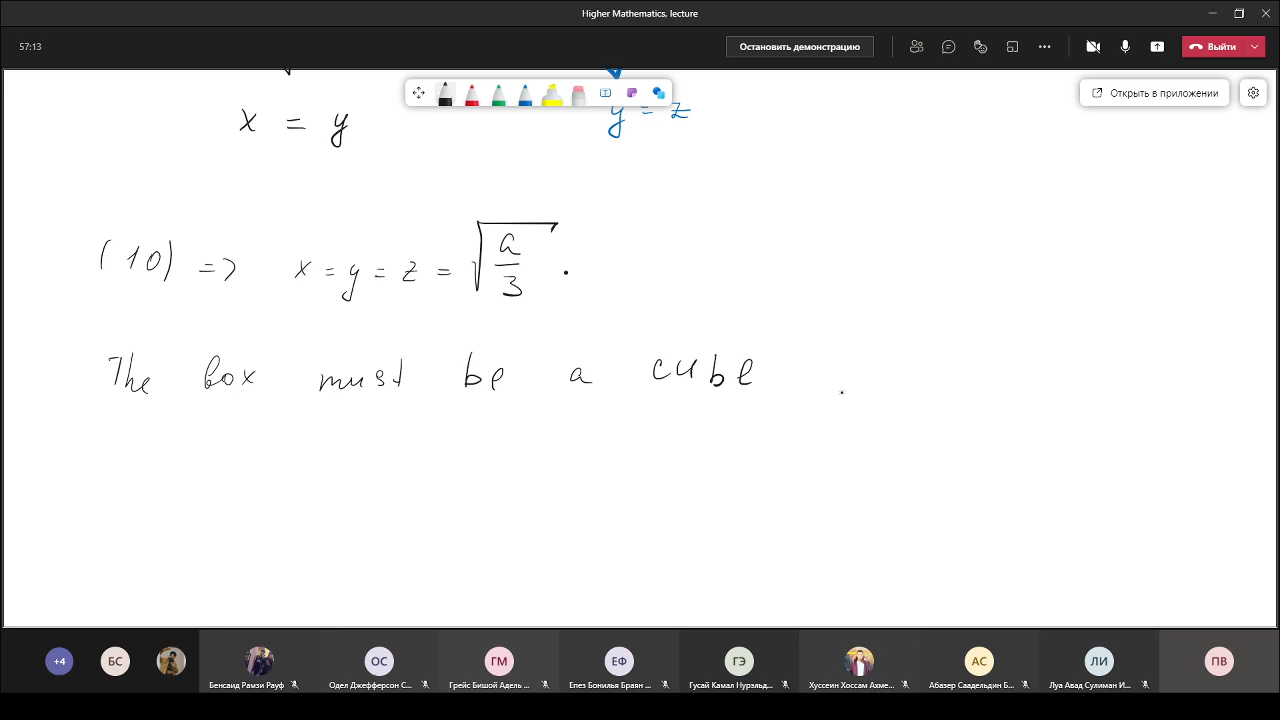 Higher Mathematics, lecture
57:13
Остановить демонстрацию
Выйти
Открыть в приложении
x = y
y = z
(10) => x = y = z = √(a/3) .
The box must be a cube .
+4
БС
ОС
ГМ
ЕФ
ГЭ
АС
ЛИ
ПВ
Бенсаид Рамзи Рауф
Одел Джефферсон С...
Грейс Бишой Адель ...
Епез Бонилья Браян ...
Гусай Камал Нурэльд...
Хуссеин Хоссам Ахме...
Абазер Саадельдин Б...
Луа Авад Сулиман И...